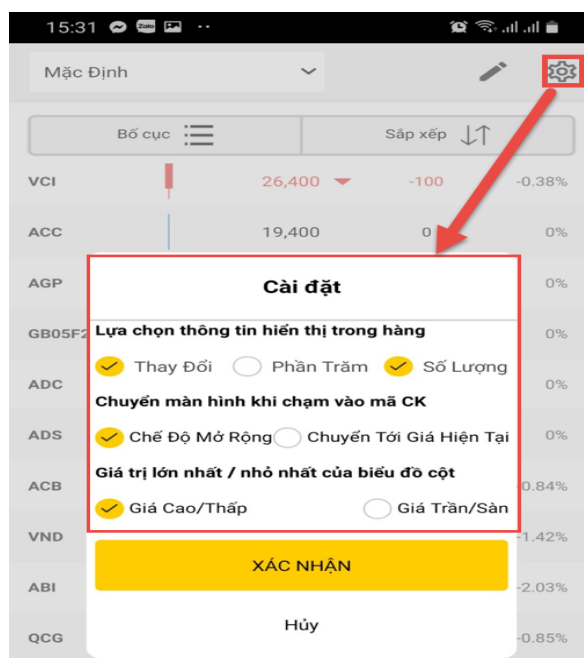 15:31
Mặc Định
Bố cục Sắp xếp
VCI 26,400 -100 -0.38%
ACC 19,400 0 0%
AGP 0%
Cài đặt
GB05F2 0%
Lựa chọn thông tin hiển thị trong hàng
Thay Đổi Phần Trăm Số Lượng
ADC 0%
Chuyển màn hình khi chạm vào mã CK
ADS 0%
Chế Độ Mở Rộng Chuyển Tới Giá Hiện Tại
Giá trị lớn nhất / nhỏ nhất của biểu đồ cột
ACB 0.84%
Giá Cao/Thấp Giá Trần/Sàn
VND -1.42%
XÁC NHẬN
ABI -2.03%
Hủy
QCG -0.85%